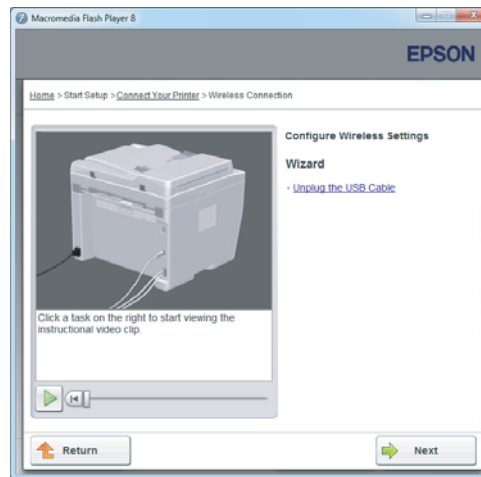 Macromedia Flash Player 8
EPSON
Home > Start Setup > Connect Your Printer > Wireless Connection
Configure Wireless Settings
Wizard
· Unplug the USB Cable
Click a task on the right to start viewing the
instructional video clip.
Return
Next